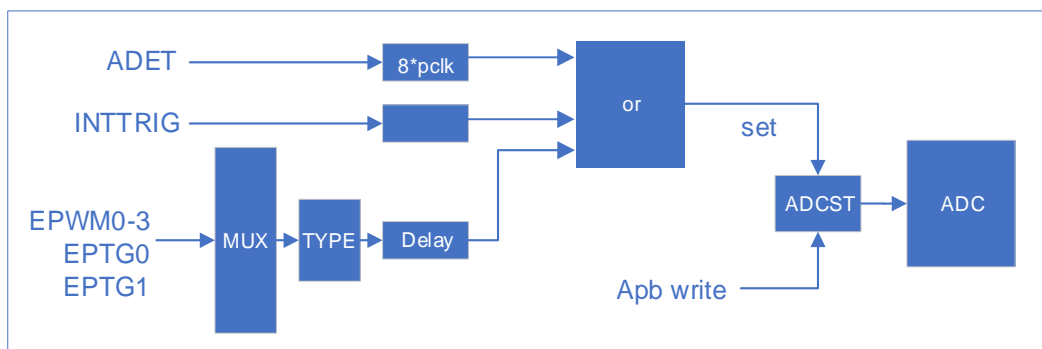 ADET
8*pclk
INTTRIG
or
set
EPWM0-3
EPTG0
EPTG1
MUX
TYPE
Delay
ADCST
ADC
Apb write